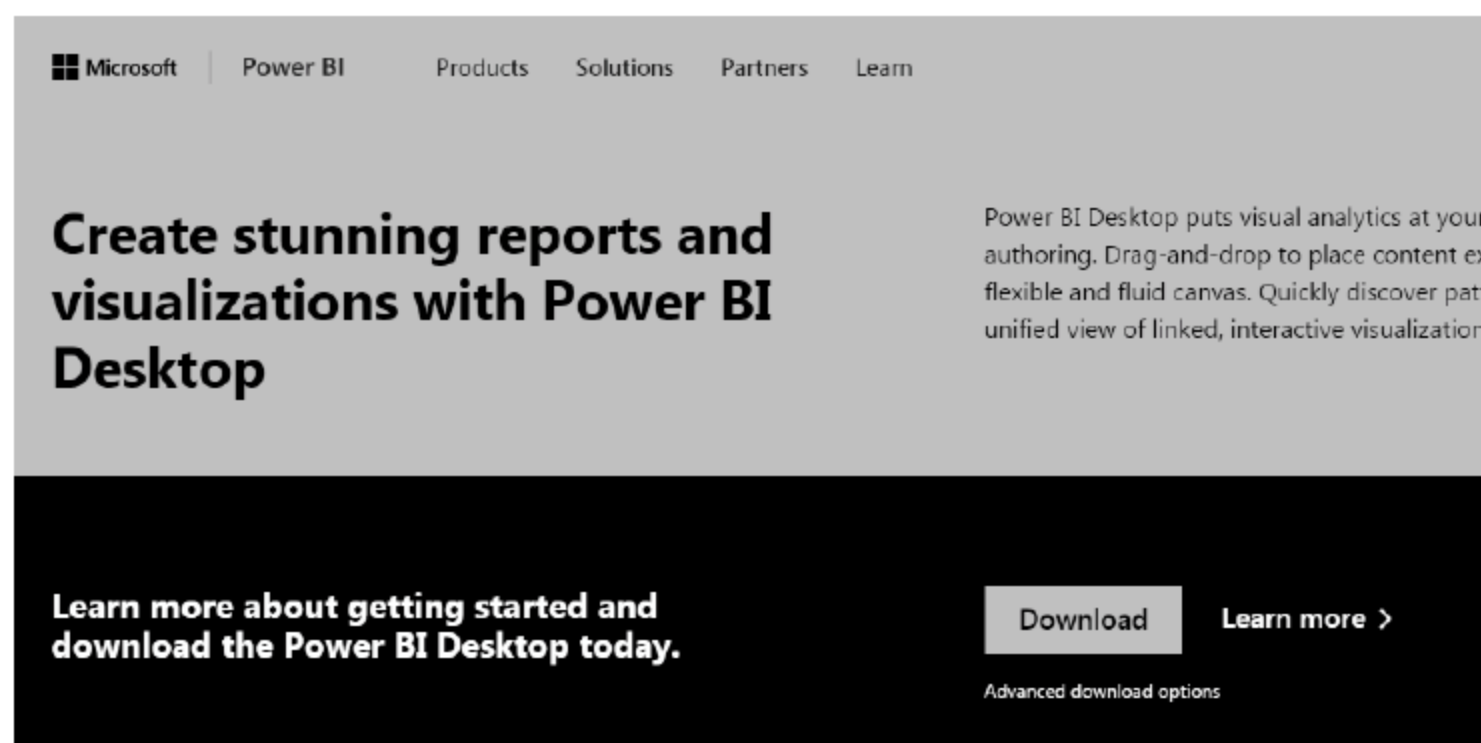 Microsoft Power BI Products Solutions Partners Learn
Create stunning reports and
visualizations with Power BI
Desktop
Power BI Desktop puts visual analytics at your
authoring. Drag-and-drop to place content
flexible and fluid canvas. Quickly discover
unified view of linked, interactive
Learn more about getting started and
download the Power BI Desktop today.
Download Learn more
Advanced download options